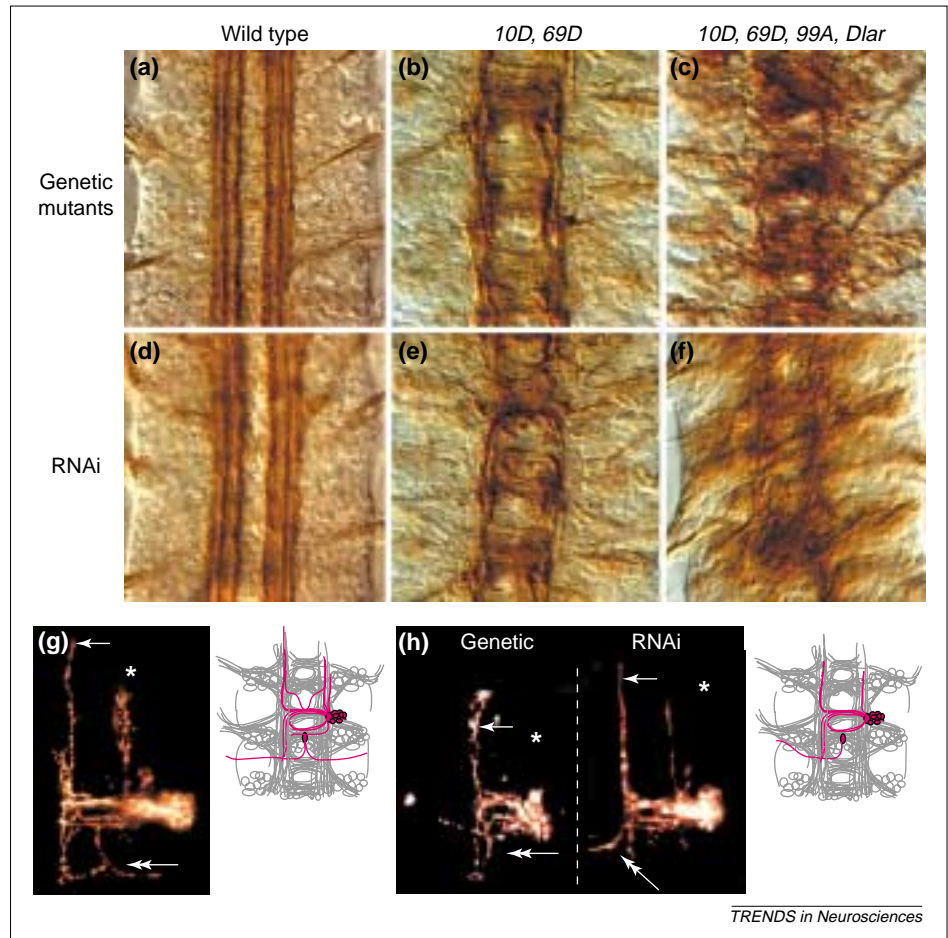 Wild type
10D, 69D
10D, 69D, 99A, Dlar
(a)
(b)
(c)
Genetic
mutants
(d)
(e)
(f)
RNAi
(g)
*
(h)
Genetic
*
RNAi
*
TRENDS in Neurosciences